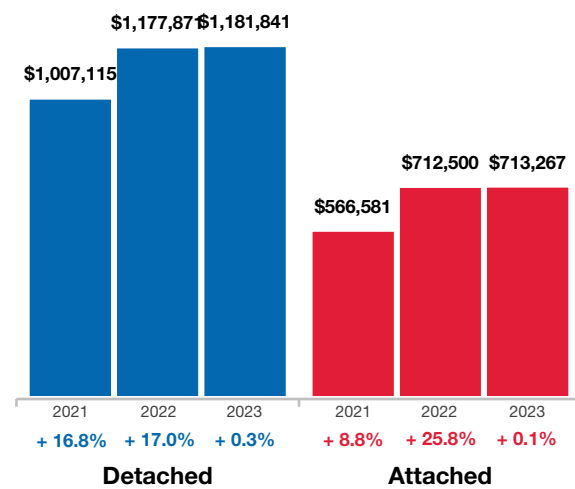 $1,177,871 $1,181,841
$1,007,115
$712,500 $713,267
$566,581
2021 2022 2023 2021 2022 2023
+ 16.8% + 17.0% + 0.3% + 8.8% + 25.8% + 0.1%
Detached Attached